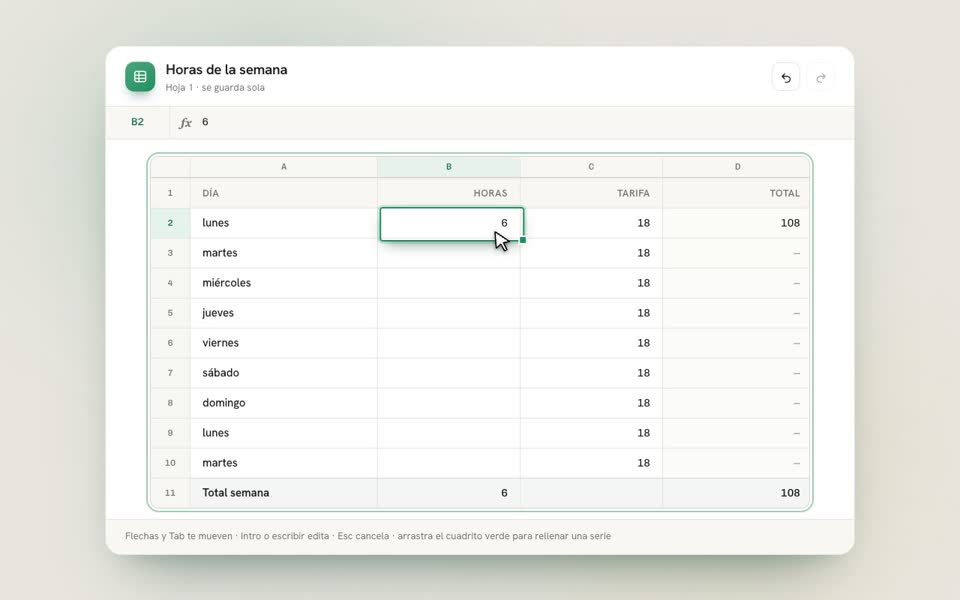 Horas de la semana
Hoja 1 · se guarda sola
B2 fx 6
A B C D
1 DÍA HORAS TARIFA TOTAL
2 lunes 6 18 108
3 martes 18 –
4 miércoles 18 –
5 jueves 18 –
6 viernes 18 –
7 sábado 18 –
8 domingo 18 –
9 lunes 18 –
10 martes 18 –
11 Total semana 6 108
Flechas y Tab te mueven · Intro o escribir edita · Esc cancela · arrastra el cuadrito verde para rellenar una serie